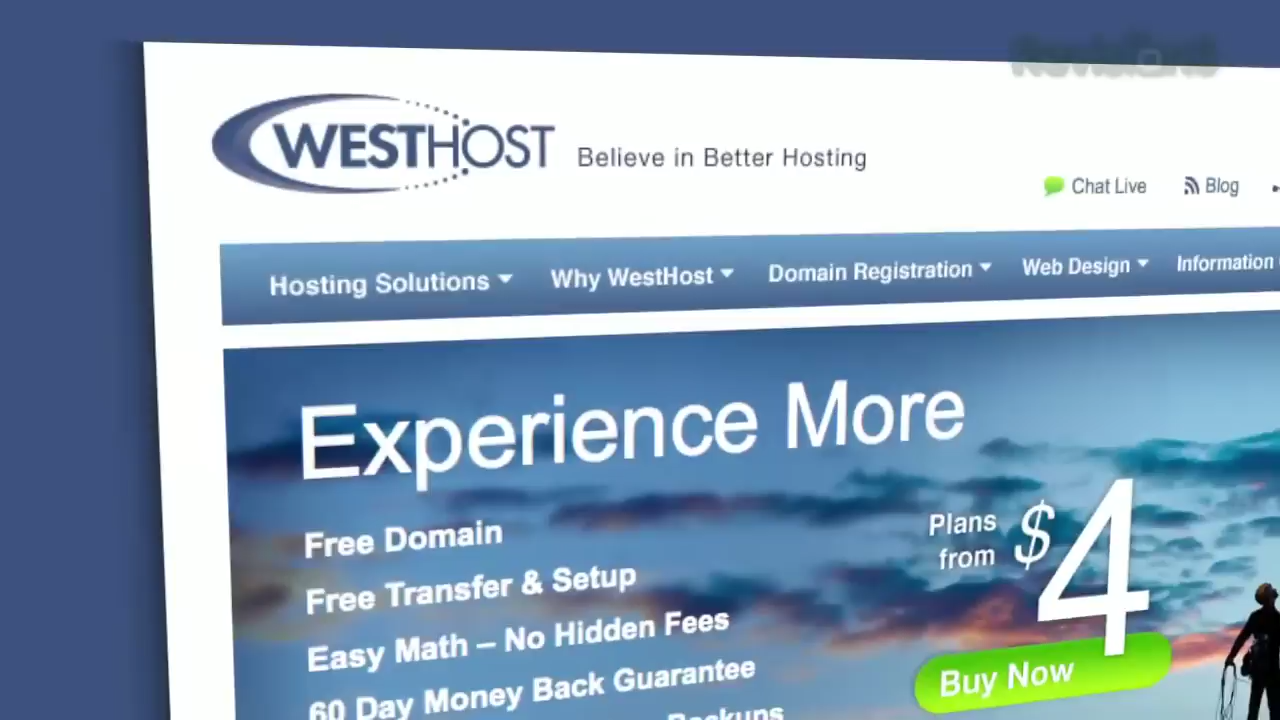 WESTHOST
Believe in Better Hosting
Chat Live
Blog
Hosting Solutions
Why WestHost
Domain Registration
Web Design
Information
Experience More
Free Domain
Free Transfer & Setup
Easy Math – No Hidden Fees
60 Day Money Back Guarantee
Backups
Plans
from
$4
Buy Now